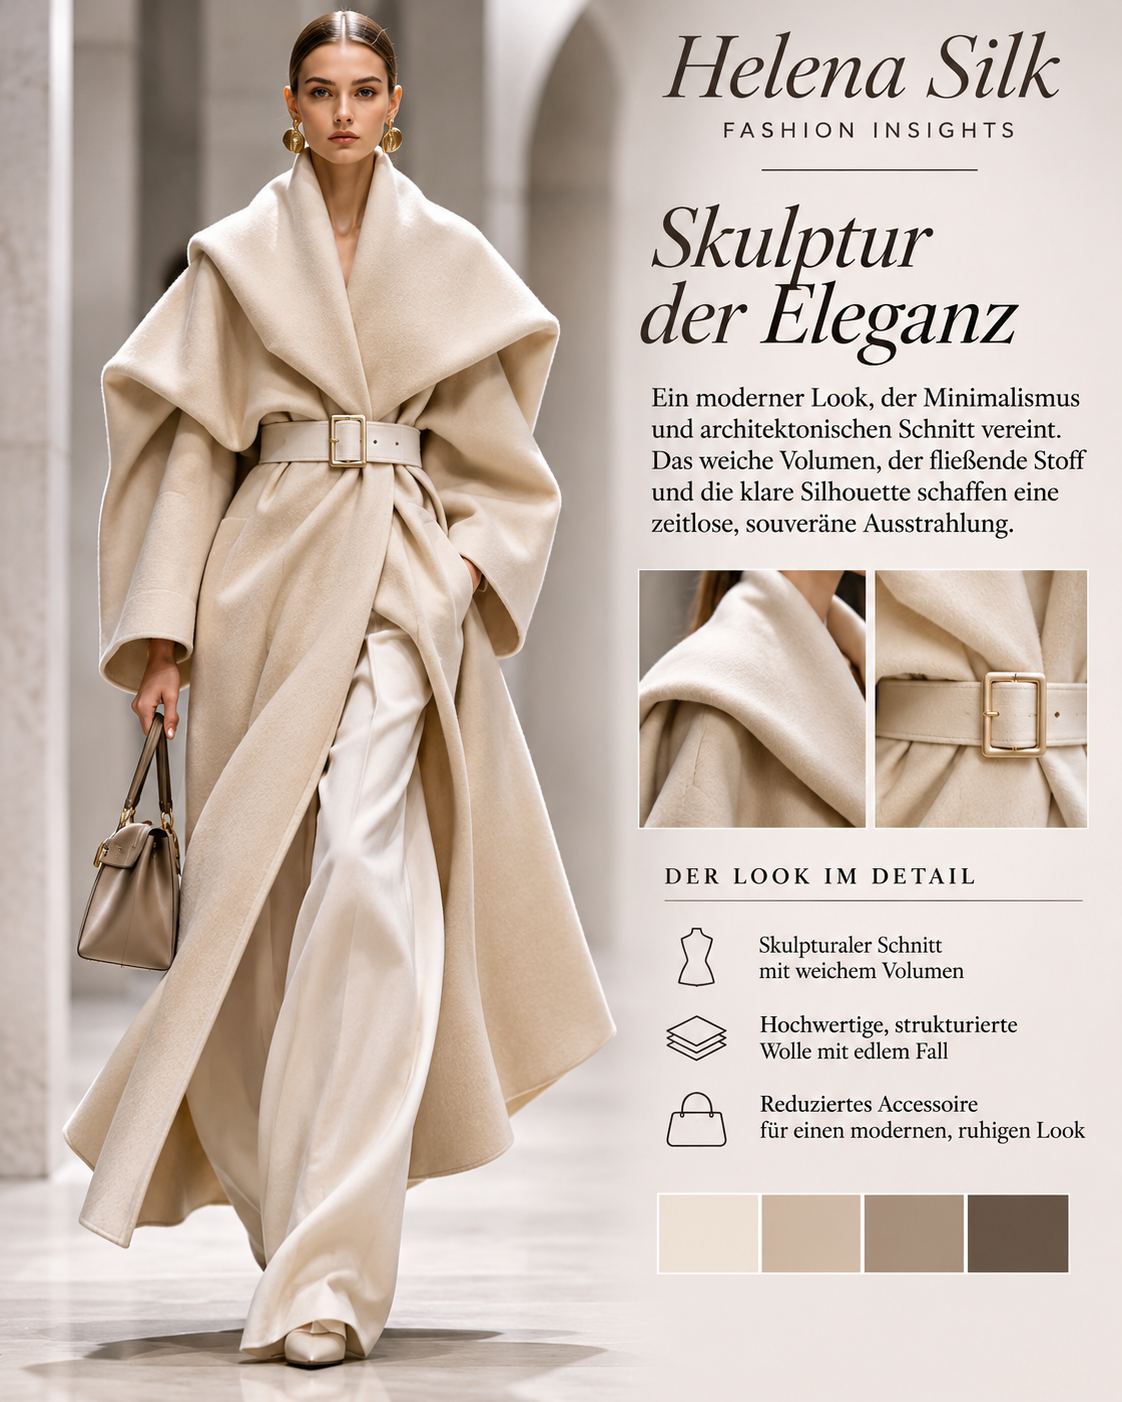 Helena Silk
FASHION INSIGHTS
Skulptur
der Eleganz
Ein moderner Look, der Minimalismus
und architektonischen Schnitt vereint.
Das weiche Volumen, der fließende Stoff
und die klare Silhouette schaffen eine
zeitlose, souveräne Ausstrahlung.
DER LOOK IM DETAIL
Skulpturaler Schnitt
mit weichem Volumen
Hochwertige, strukturierte
Wolle mit edlem Fall
Reduziertes Accessoire
für einen modernen, ruhigen Look